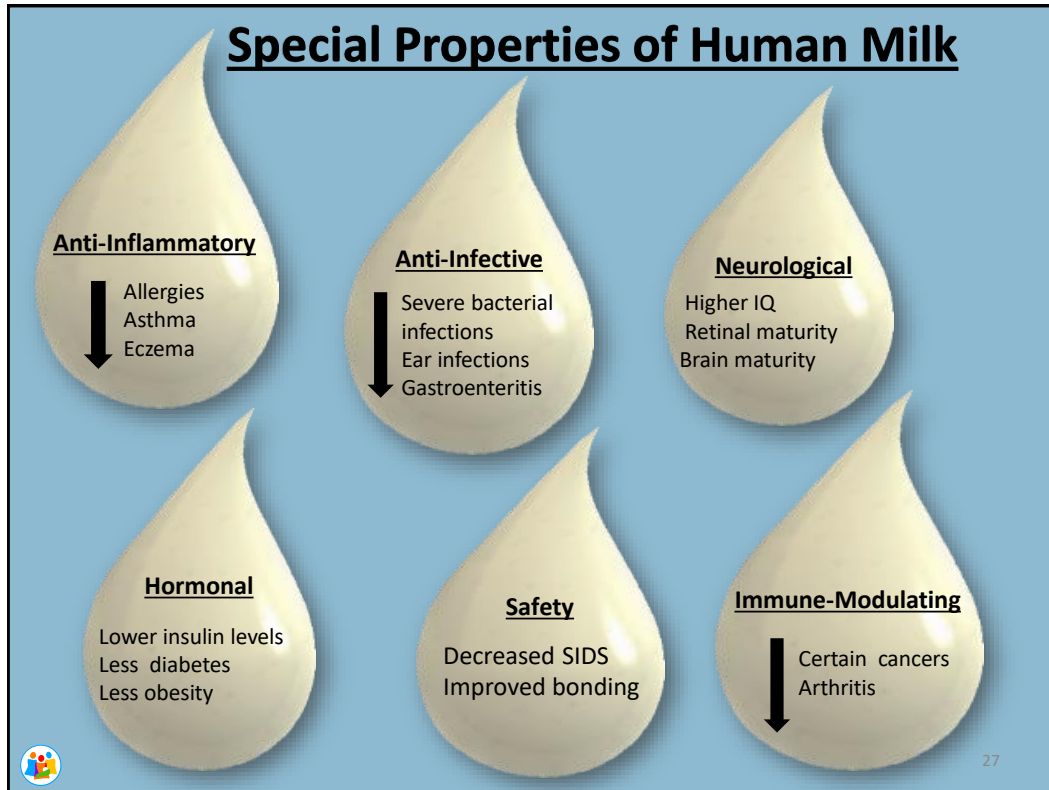 Special Properties of Human Milk
Anti-Inflammatory
Allergies
Asthma
Eczema
Anti-Infective
Severe bacterial
infections
Ear infections
Gastroenteritis
Neurological
Higher IQ
Retinal maturity
Brain maturity
Hormonal
Lower insulin levels
Less diabetes
Less obesity
Safety
Decreased SIDS
Improved bonding
Immune-Modulating
Certain cancers
Arthritis
27